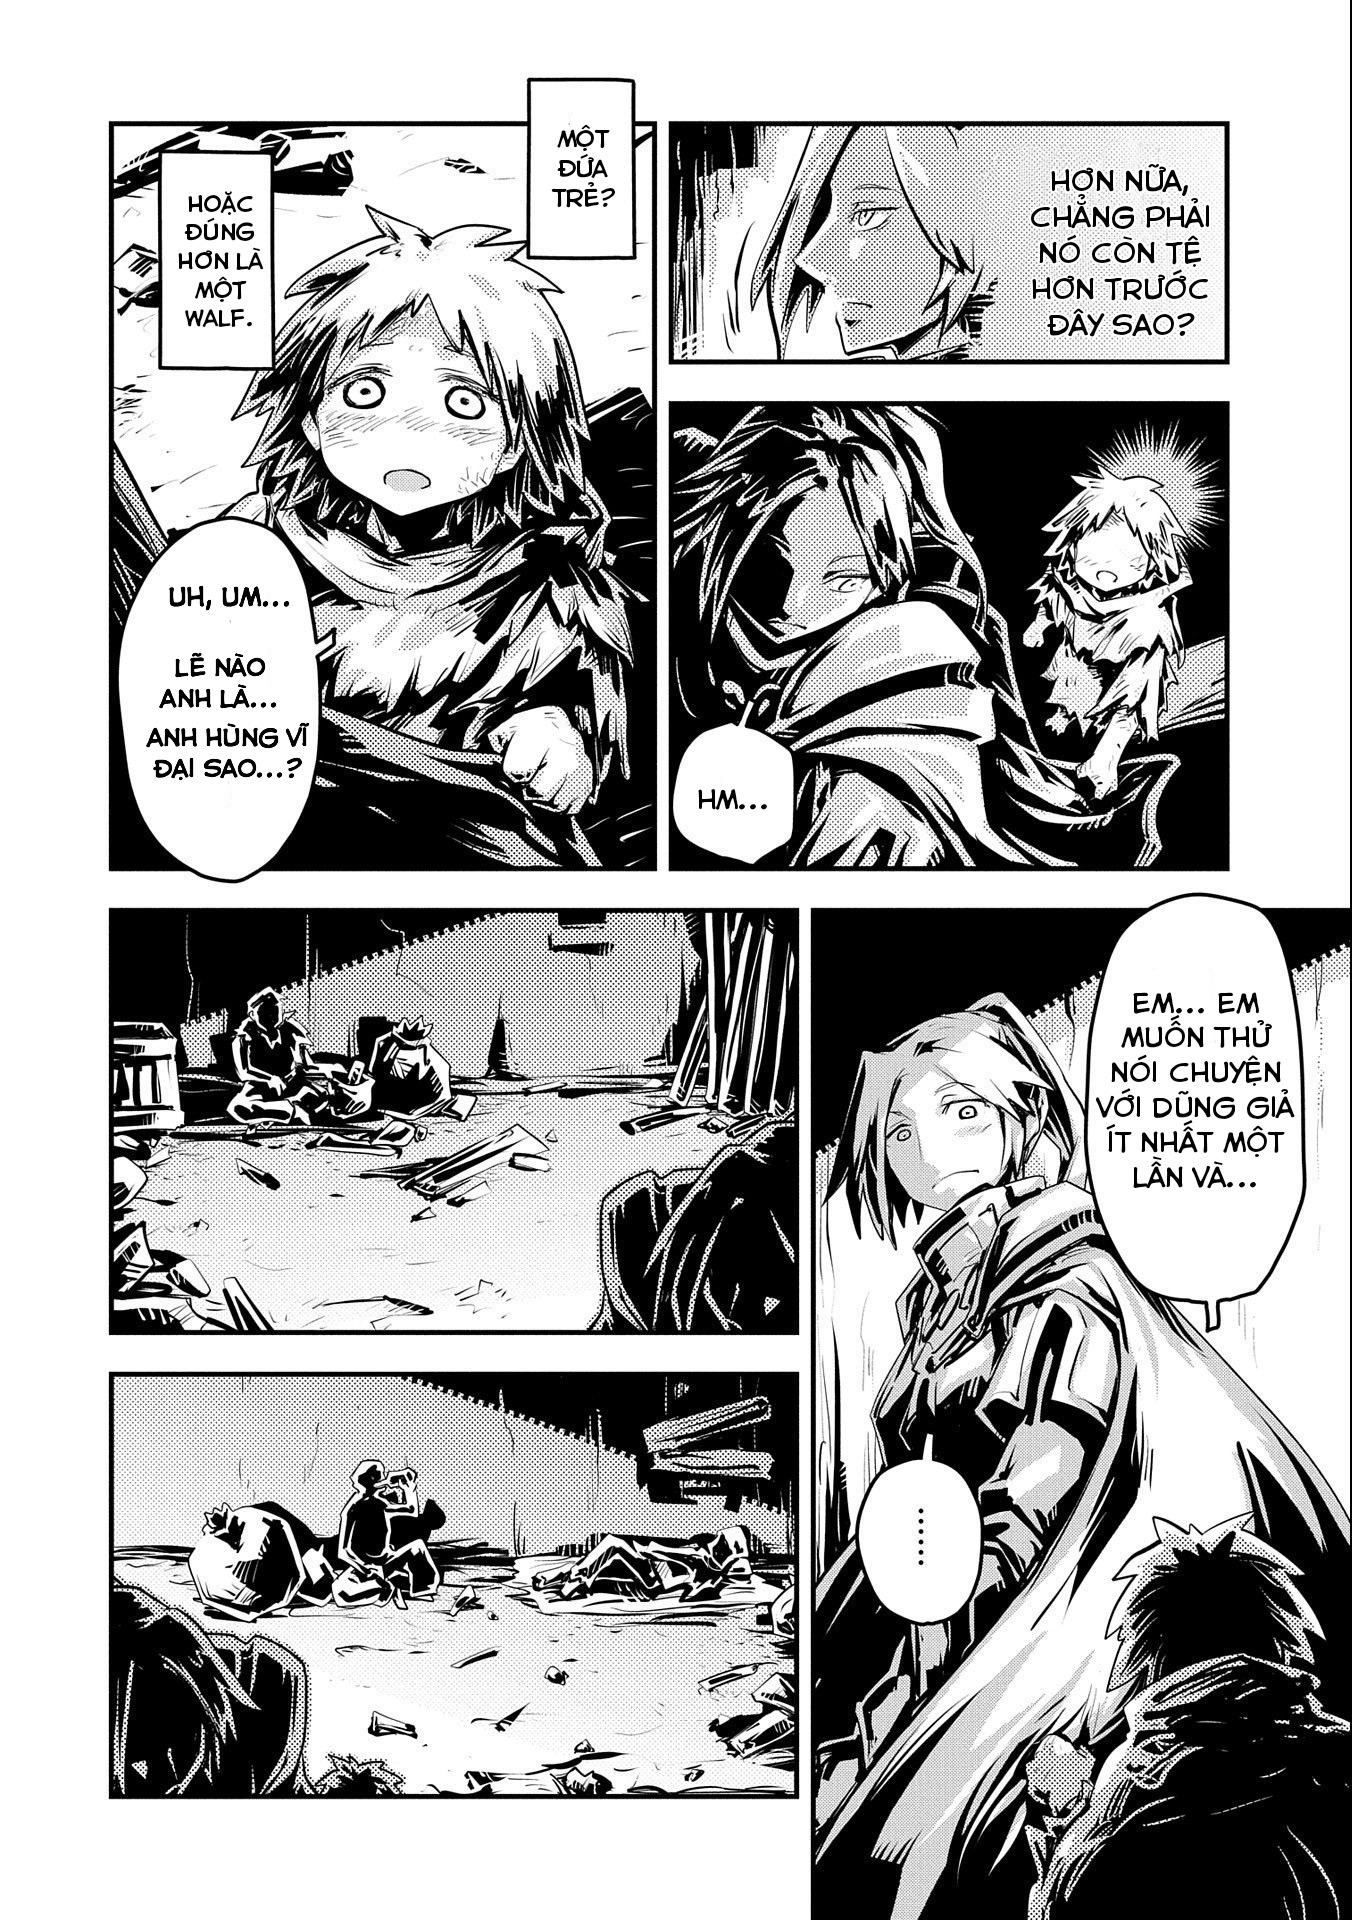 HƠN NỮA,
CHẲNG PHẢI
NÓ CÒN TỆ
HƠN TRƯỚC
ĐÂY SAO?
HM...
MỘT
ĐỨA
TRẺ?
HOẶC
ĐÚNG
HƠN LÀ
MỘT
WALF.
UH, UM...
LẼ NÀO
ANH LÀ...
ANH HÙNG VĨ
ĐẠI SAO...?
EM... EM
MUỐN THỬ
NÓI CHUYỆN
VỚI DŨNG GIẢ
ÍT NHẤT MỘT
LẦN VÀ...
......